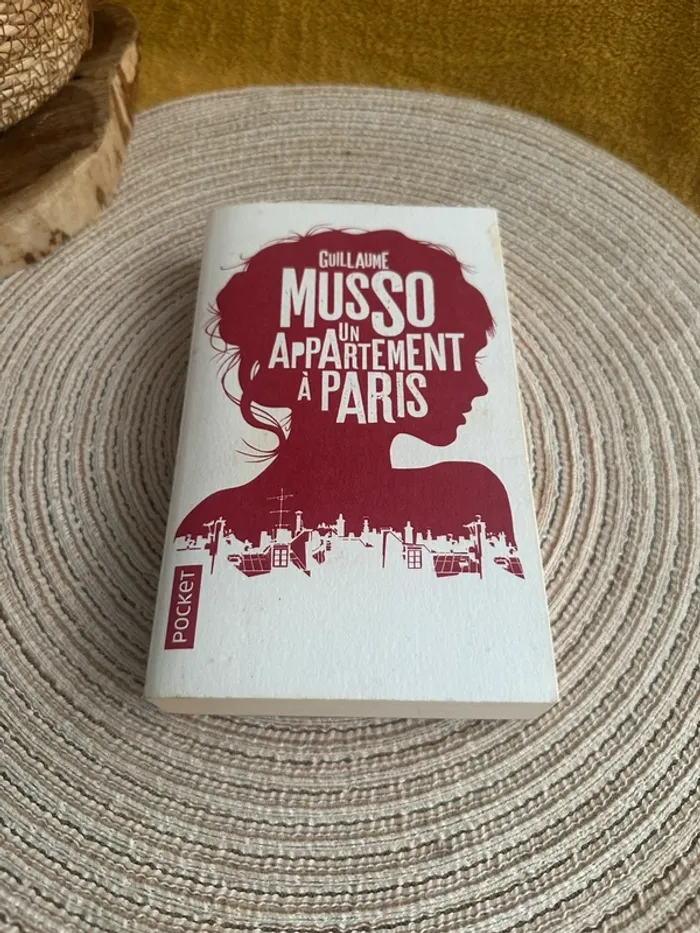 GUILLAUME
MUSSO
UN
APPARTEMENT
À PARIS
POCKET